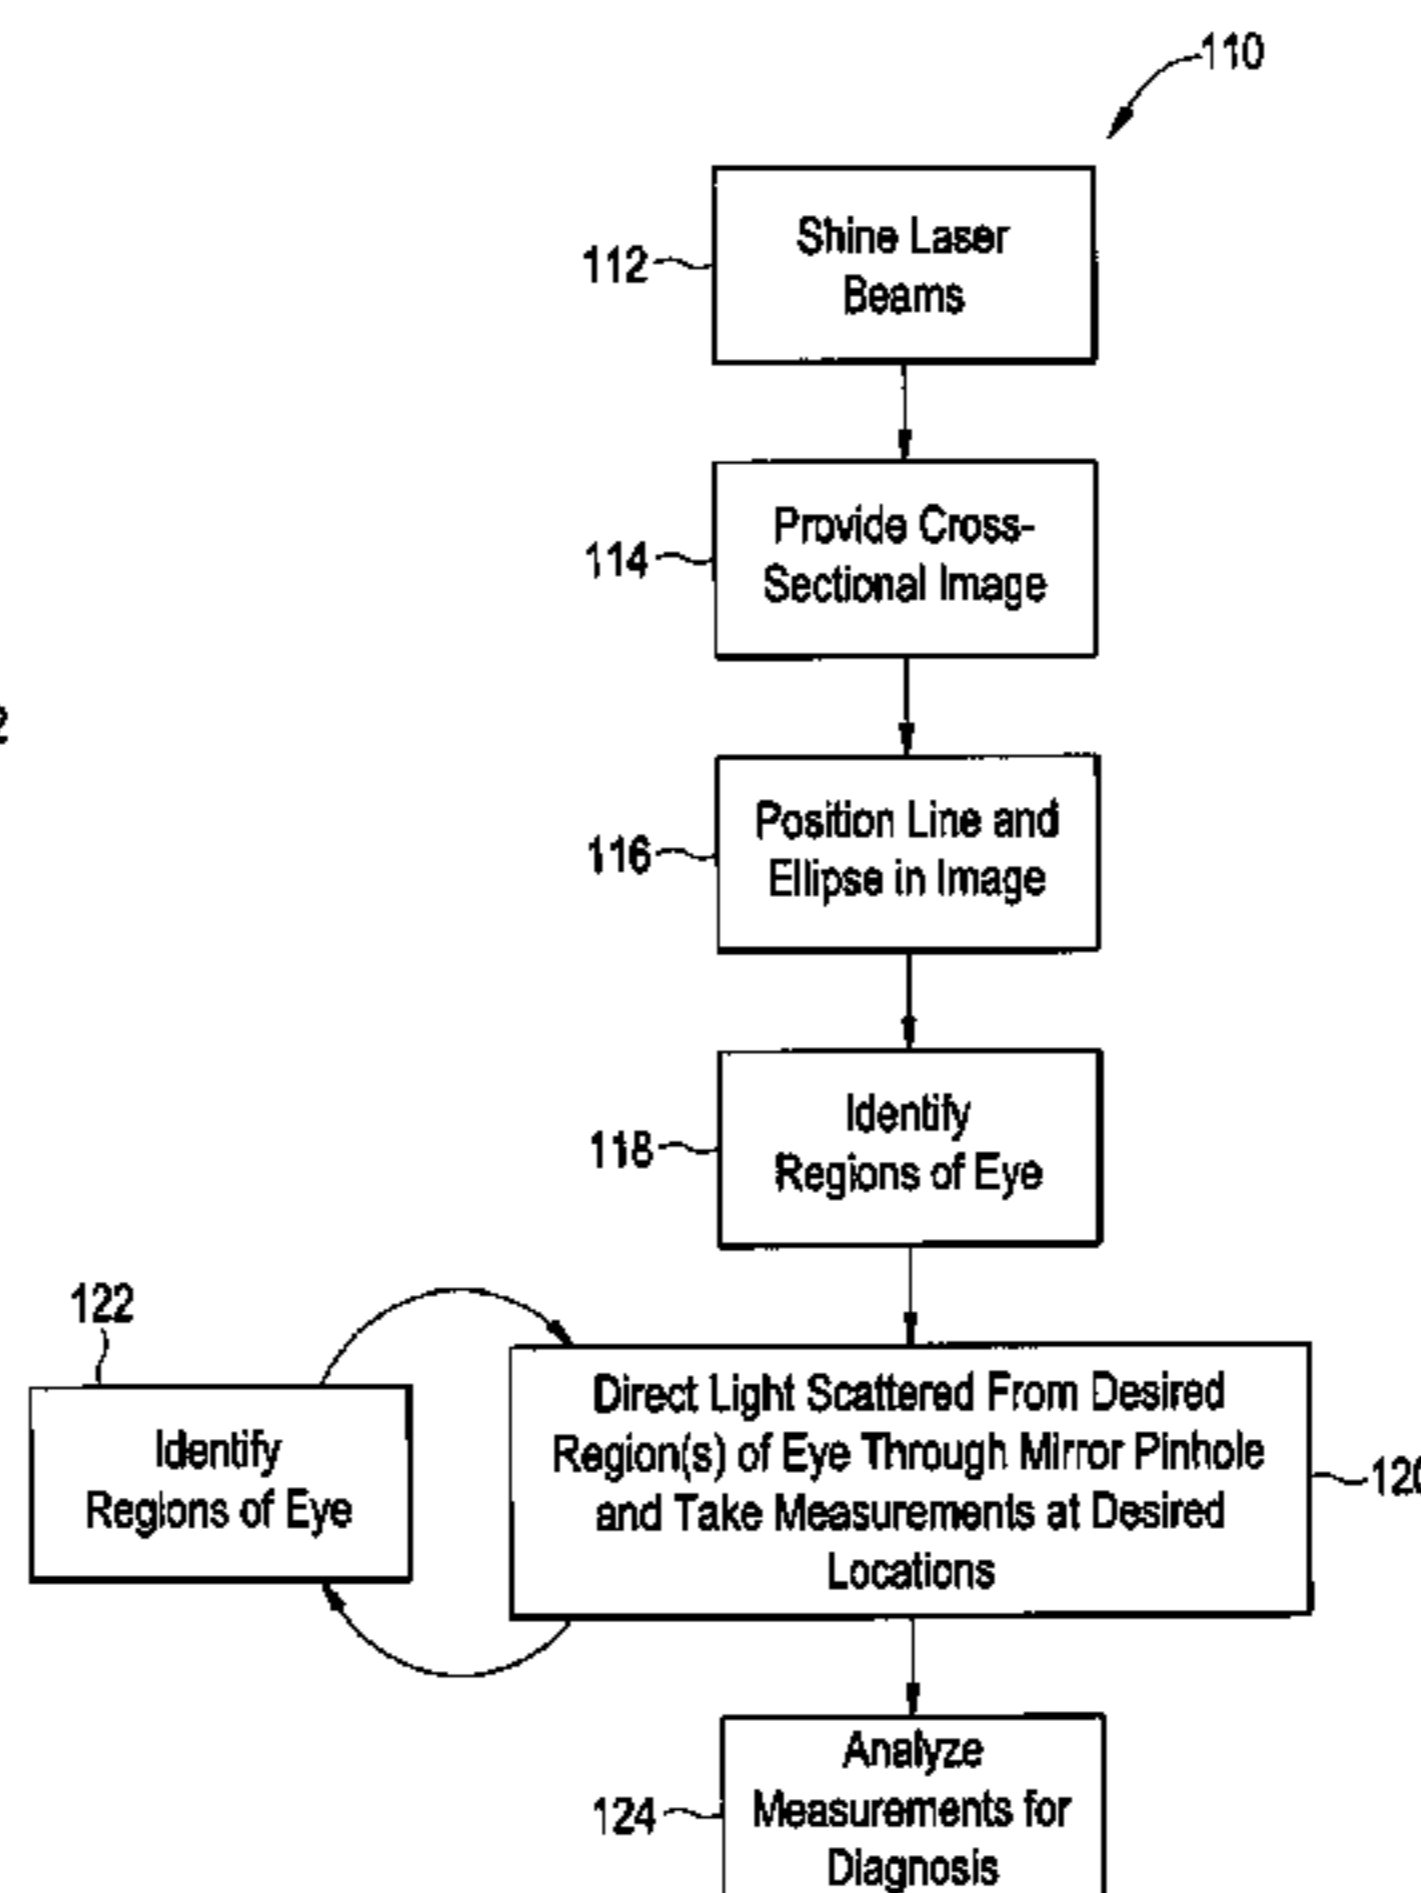 110
112
Shine Laser
Beams
114
Provide Cross-
Sectional Image
2
116
Position Line and
Ellipse in Image
118
Identify
Regions of Eye
122
Identify
Regions of Eye
Direct Light Scattered From Desired
Region(s) of Eye Through Mirror Pinhole
and Take Measurements at Desired
Locations
120
124
Analyze
Measurements for
Diagnosis